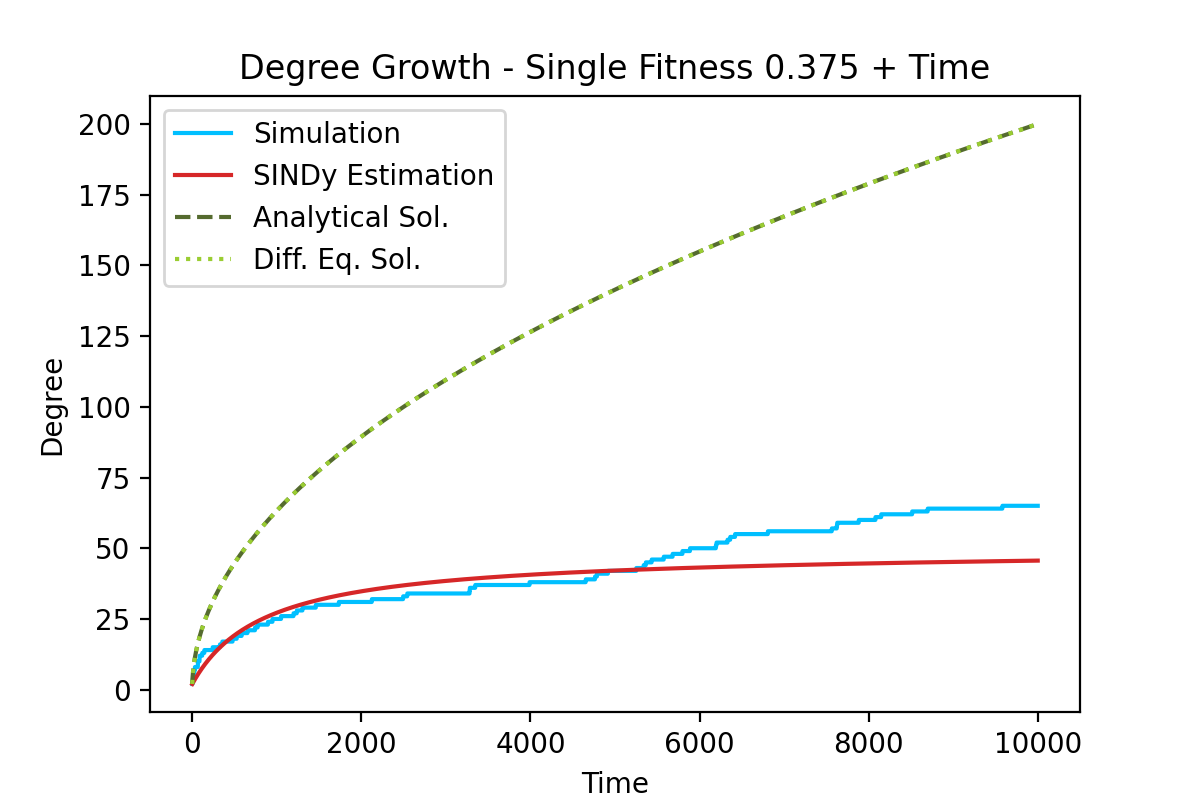 Degree Growth - Single Fitness 0.375 + Time
Simulation
SINDy Estimation
Analytical Sol.
Diff. Eq. Sol.
200
175
150
125
100
75
50
25
0
Degree
0 2000 4000 6000 8000 10000
Time